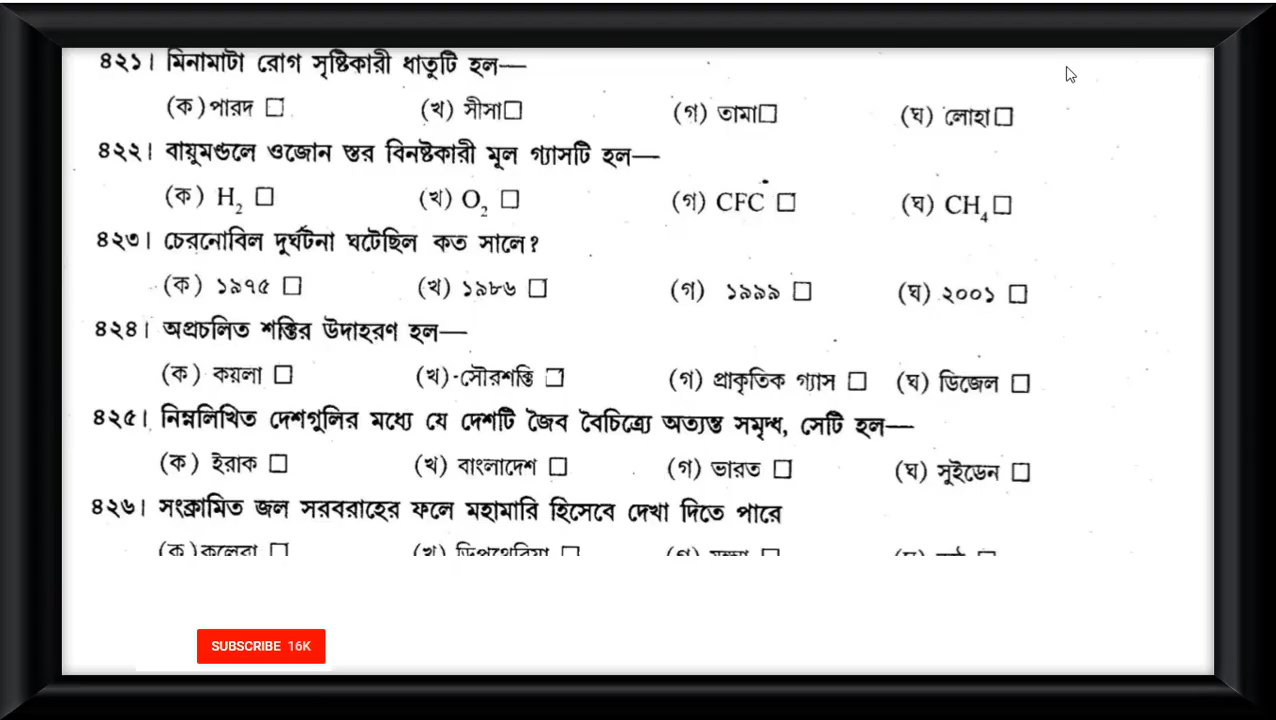 ৪২১। মিনামাটা রোগ সৃষ্টিকারী ধাতুটি হল—
(ক) পারদ (খ) সীসা (গ) তামা (ঘ) লোহা
৪২২। বায়ুমণ্ডলে ওজোন স্তর বিনষ্টকারী মূল গ্যাসটি হল—
(ক) H₂ (খ) O₂ (গ) CFC (ঘ) CH₄
৪২৩। চেরনোবিল দুর্ঘটনা ঘটেছিল কত সালে?
(ক) ১৯৭৫ (খ) ১৯৮৬ (গ) ১৯৯৯ (ঘ) ২০০১
৪২৪। অপ্রচলিত শক্তির উদাহরণ হল—
(ক) কয়লা (খ) সৌরশক্তি (গ) প্রাকৃতিক গ্যাস (ঘ) ডিজেল
৪২৫। নিম্নলিখিত দেশগুলির মধ্যে যে দেশটি জৈব বৈচিত্র্যে অত্যন্ত সমৃদ্ধ, সেটি হল—
(ক) ইরাক (খ) বাংলাদেশ (গ) ভারত (ঘ) সুইডেন
৪২৬। সংক্রামিত জল সরবরাহের ফলে মহামারি হিসেবে দেখা দিতে পারে
(ক) কলেরা (খ) ডিপথেরিয়া (গ) (ঘ)
SUBSCRIBE 16K